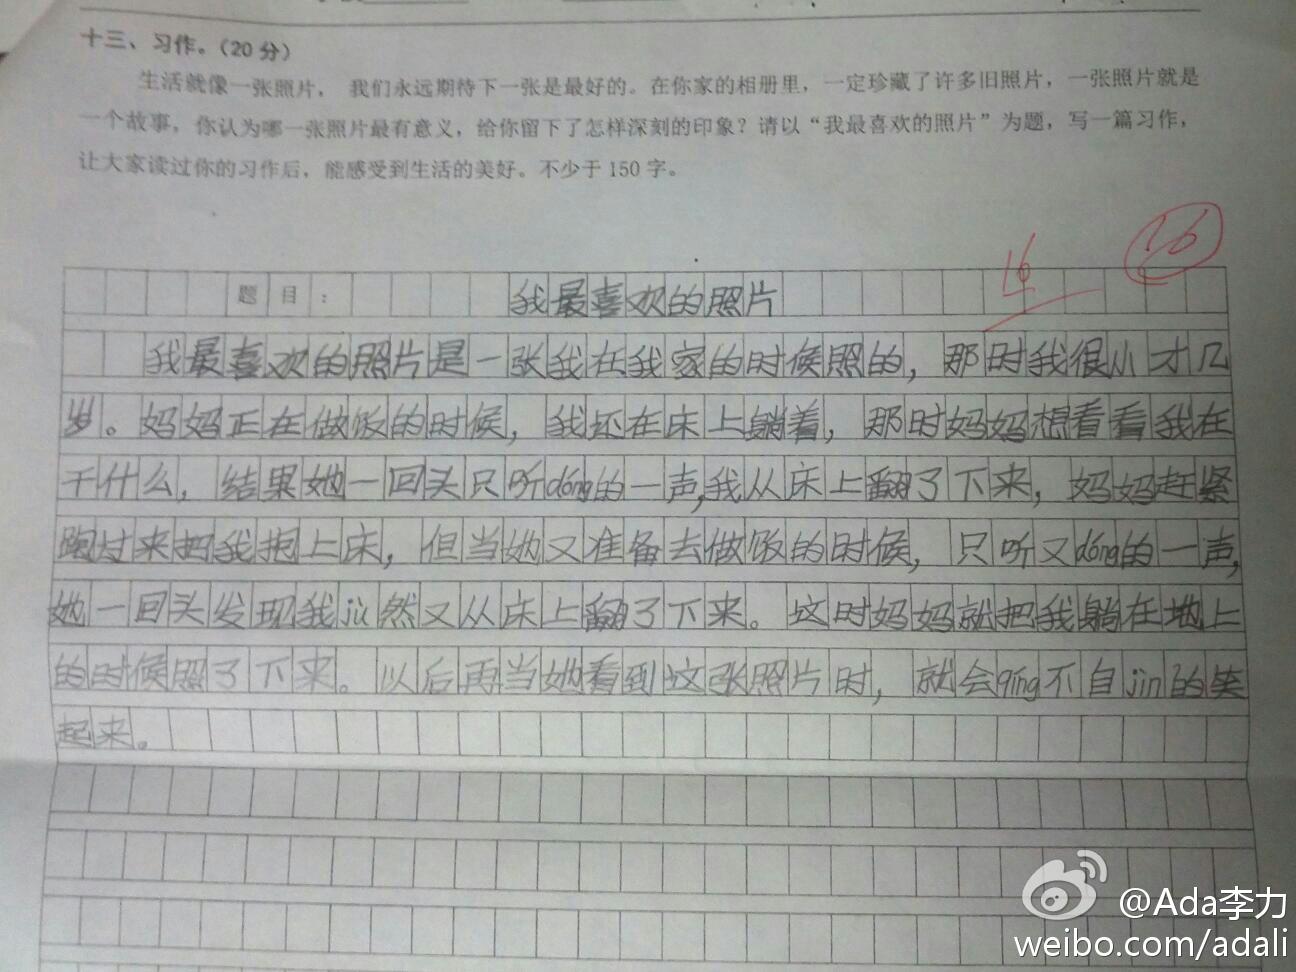 十三、习作。(20分)
生活就像一张照片， 我们永远期待下一张是最好的。在你家的相册里，一定珍藏了许多旧照片，一张照片就是
一个故事，你认为哪一张照片最有意义，给你留下了怎样深刻的印象？请以“我最喜欢的照片”为题，写一篇习作，
让大家读过你的习作后，能感受到生活的美好。不少于150字。
16
16
题目： 我最喜欢的照片
我最喜欢的照片是一张我在我家的时候照的，那时我很小才几
岁。妈妈正在做饭的时候，我还在床上躺着，那时妈妈想看看我在
干什么，结果她一回头只听dóng的一声,我从床上翻了下来，妈妈赶紧
跑过来把我抱上床，但当她又准备去做饭的时候，只听又dóng的一声,
她一回头发现我jū然又从床上翻了下来。这时妈妈就把我躺在地上
的时候照了下来。以后再当她看到这张照片时，就会qíng不自jīn的笑
起来。
@Ada李力
weibo.com/adali